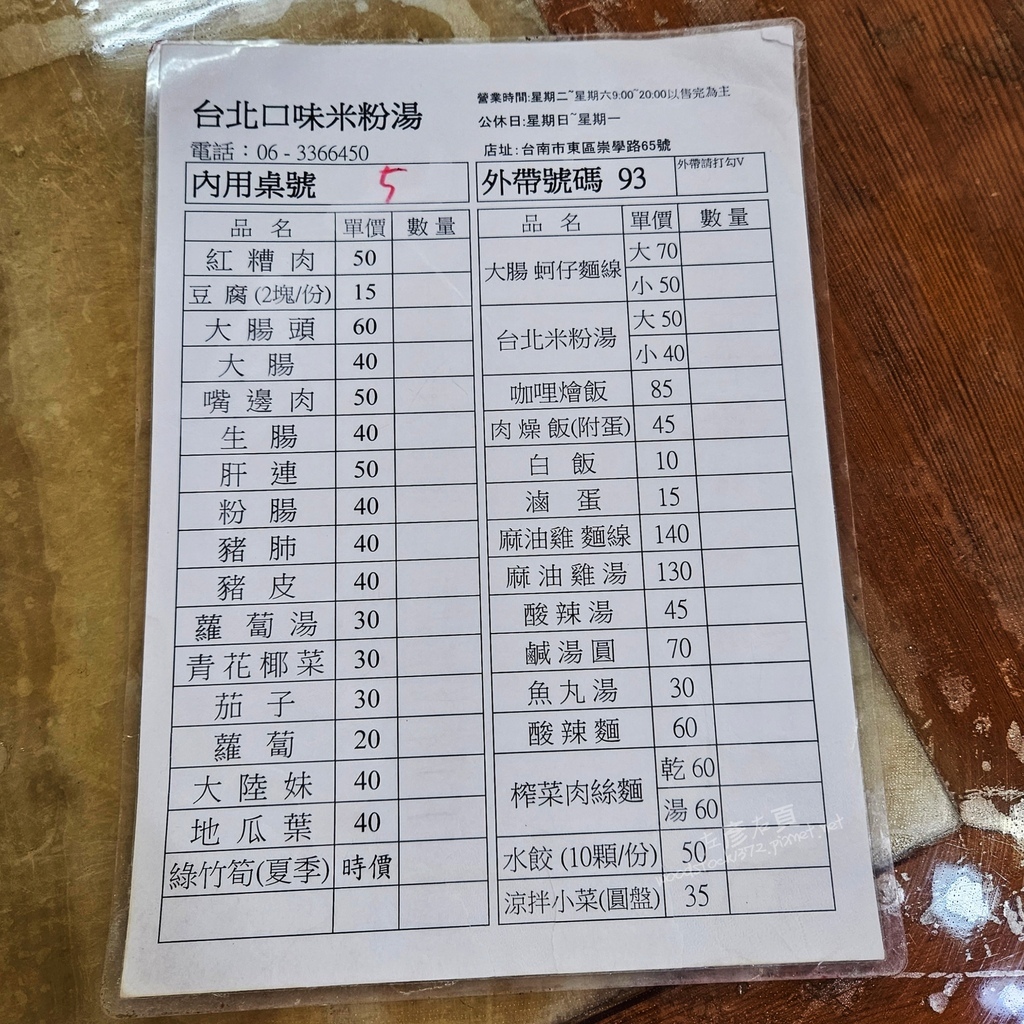 台北口味米粉湯
電話：06 - 3366450
營業時間:星期二~星期六9:00~20:00以售完為主
公休日:星期日~星期一
店址:台南市東區崇學路65號
內用桌號 5
外帶號碼 93 外帶請打勾V
品名 單價 數量
紅糟肉 50
豆腐(2塊/份) 15
大腸頭 60
大腸 40
嘴邊肉 50
生腸 40
肝連 50
粉腸 40
豬肺 40
豬皮 40
蘿蔔湯 30
青花椰菜 30
茄子 30
蘿蔔 20
大陸妹 40
地瓜葉 40
綠竹筍(夏季) 時價
品名 單價 數量
大腸 蚵仔麵線 大 70
小 50
台北米粉湯 大 50
小 40
咖哩燴飯 85
肉燥飯(附蛋) 45
白飯 10
滷蛋 15
麻油雞 麵線 140
麻油雞湯 130
酸辣湯 45
鹹湯圓 70
魚丸湯 30
酸辣麵 60
榨菜肉絲麵 乾 60
湯 60
水餃 (10顆/份) 50
涼拌小菜(圓盤) 35